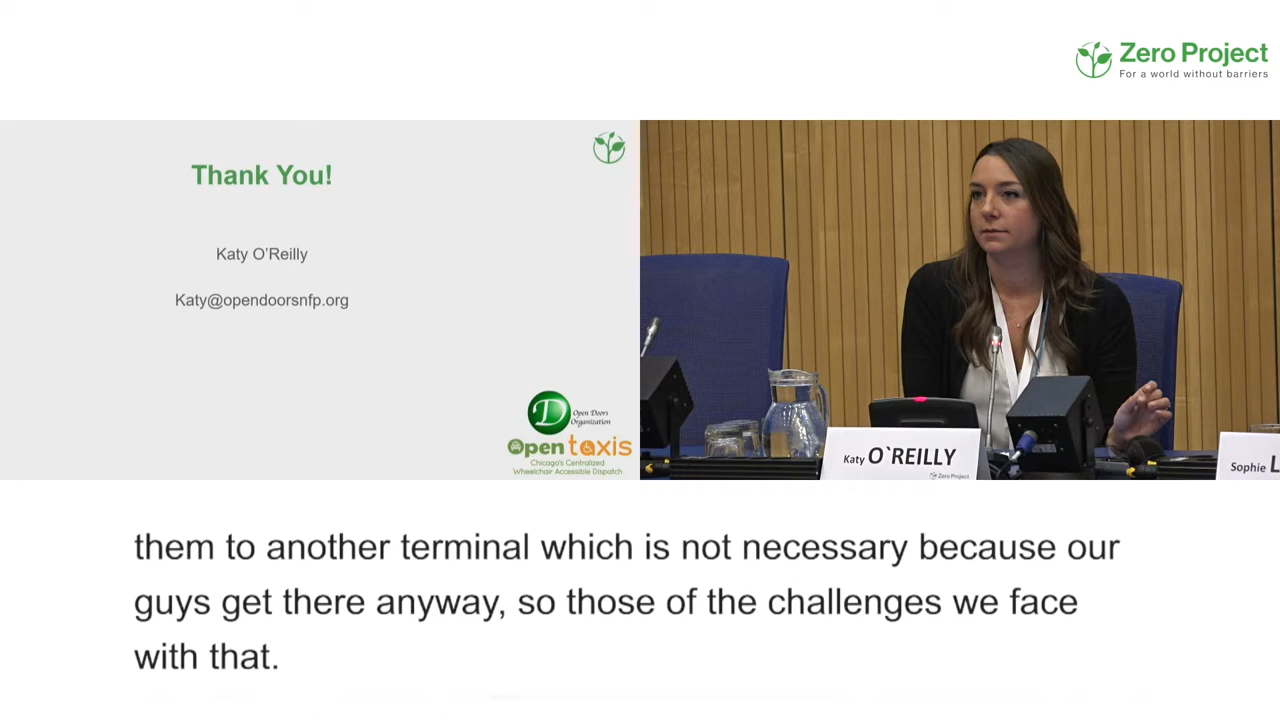 Zero Project
For a world without barriers
Thank You!
Katy O'Reilly
Katy@opendoorsnfp.org
D
Open Doors
Organization
Open taxis
Chicago's Centralized
Wheelchair Accessible Dispatch
Katy O`REILLY
Zero Project
Sophie L
them to another terminal which is not necessary because our
guys get there anyway, so those of the challenges we face
with that.